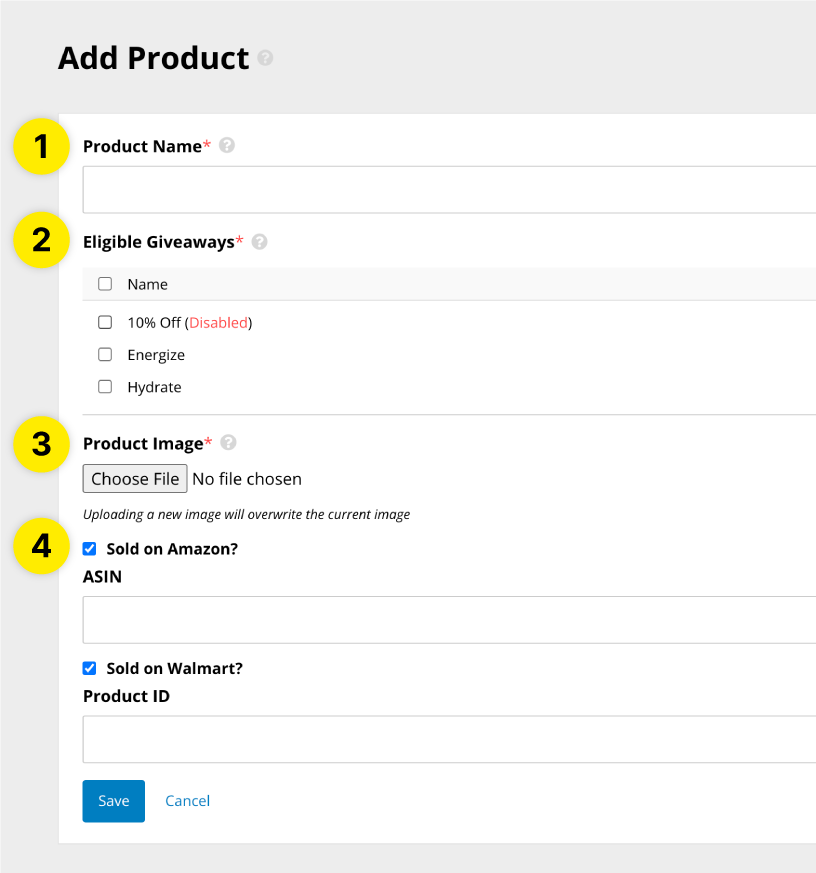 Add Product ?
1 Product Name* ?
2 Eligible Giveaways* ?
Name
10% Off (Disabled)
Energize
Hydrate
3 Product Image* ?
Choose File No file chosen
Uploading a new image will overwrite the current image
4 Sold on Amazon?
ASIN
Sold on Walmart?
Product ID
Save Cancel